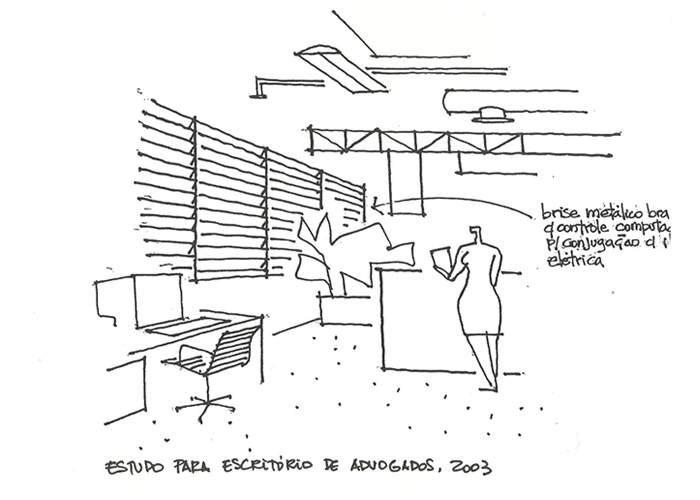 brise metálico bra
c/ controle computa
p/ conjugação c/
elétrica
ESTUDO PARA ESCRITÓRIO DE ADVOGADOS, 2003